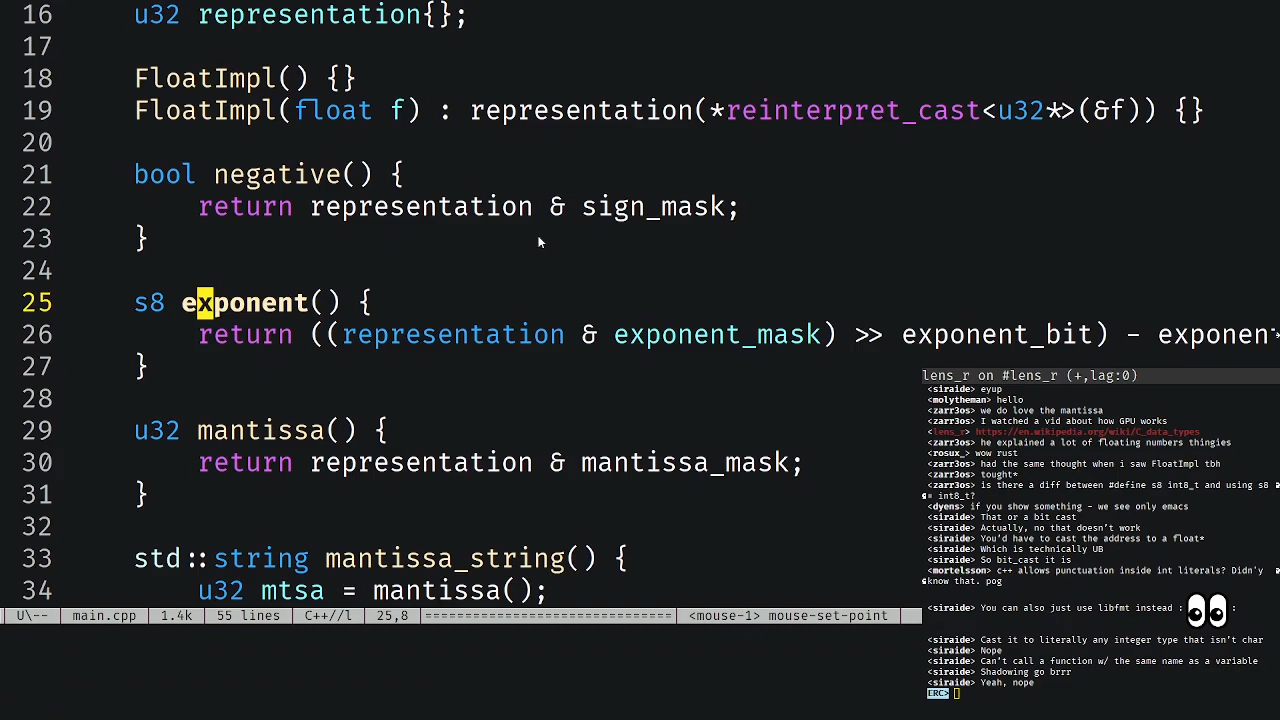 16 u32 representation{};
17
18 FloatImpl() {}
19 FloatImpl(float f) : representation(*reinterpret_cast<u32*>(&f)) {}
20
21 bool negative() {
22 return representation & sign_mask;
23 }
24
25 s8 exponent() {
26 return ((representation & exponent_mask) >> exponent_bit) - exponent
27 }
28
29 u32 mantissa() {
30 return representation & mantissa_mask;
31 }
32
33 std::string mantissa_string() {
34 u32 mtsa = mantissa();
U\-- main.cpp 1.4k 55 lines C++//l 25,8 ============================== <mouse-1> mouse-set-point
lens_r on #lens_r (+,lag:0)
<siraide> eyup
<molytheman> hello
<zarr3os> we do love the mantissa
<zarr3os> I watched a vid about how GPU works
<lens_r> https://en.wikipedia.org/wiki/C_data_types
<zarr3os> he explained a lot of floating numbers thingies
<rosux_> wow rust
<zarr3os> had the same thought when i saw FloatImpl tbh
<zarr3os> tought*
<zarr3os> is there a diff between #define s8 int8_t and using s8
= int8_t?
<dyens> if you show something - we see only emacs
<siraide> That or a bit cast
<siraide> Actually, no that doesn't work
<siraide> You'd have to cast the address to a float*
<siraide> Which is technically UB
<siraide> So bit_cast it is
<mortelsson> c++ allows punctuation inside int literals? Didn'y
know that. pog
<siraide> You can also just use libfmt instead : :
<siraide> Cast it to literally any integer type that isn't char
<siraide> Nope
<siraide> Can't call a function w/ the same name as a variable
<siraide> Shadowing go brrr
<siraide> Yeah, nope
ERC>